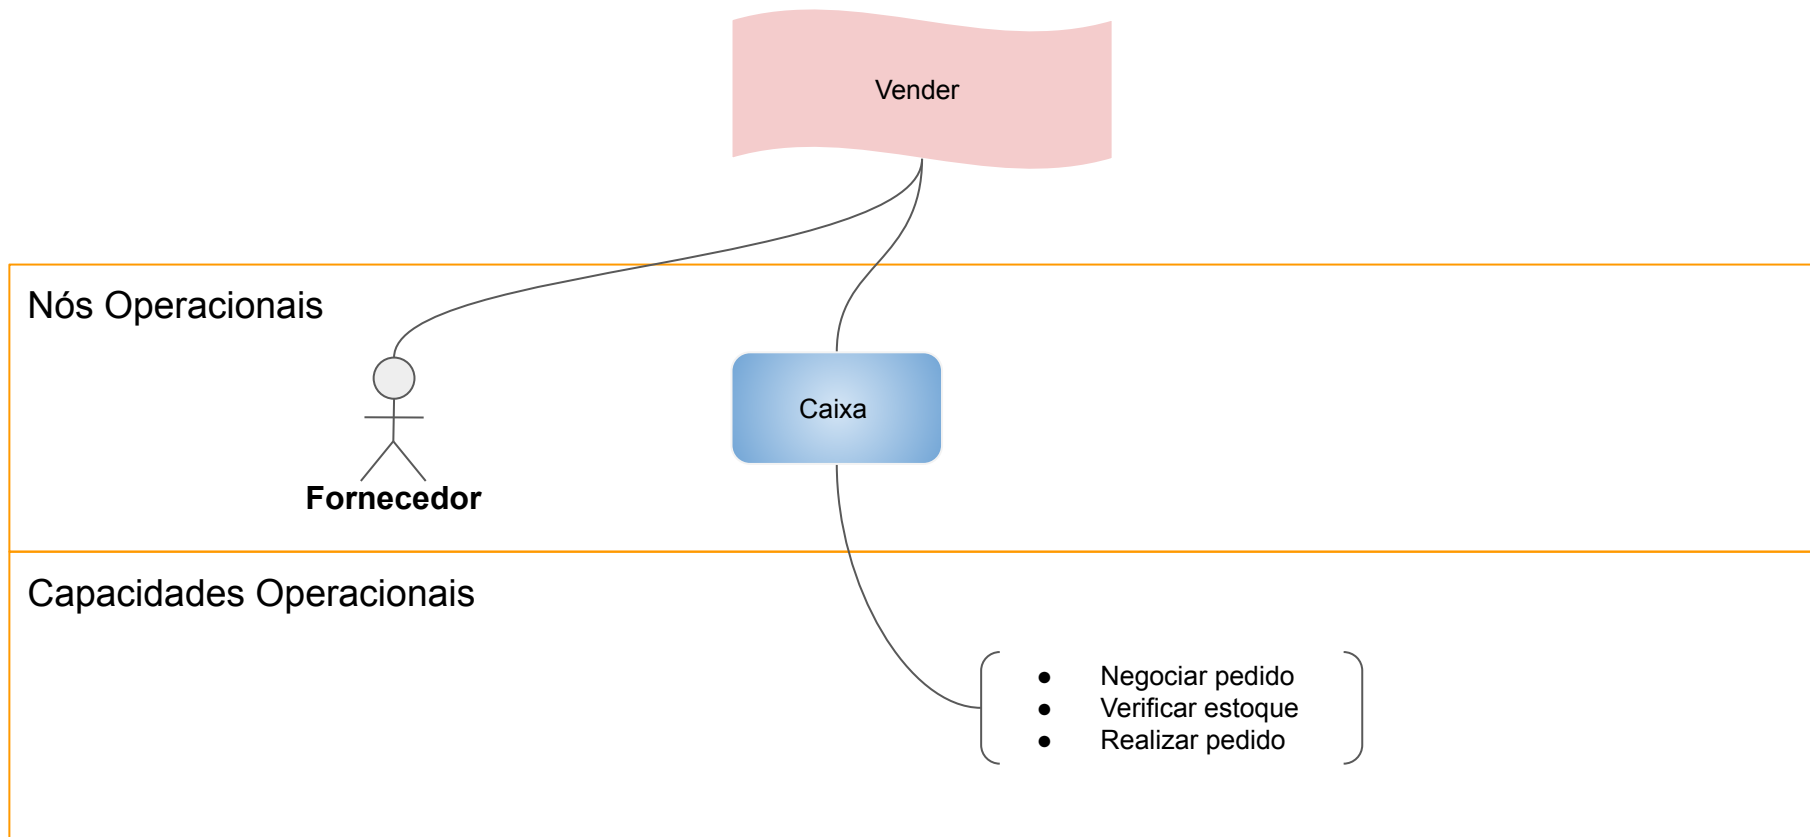 Vender
Nós Operacionais
Caixa
Fornecedor
Capacidades Operacionais
● Negociar pedido
● Verificar estoque
● Realizar pedido